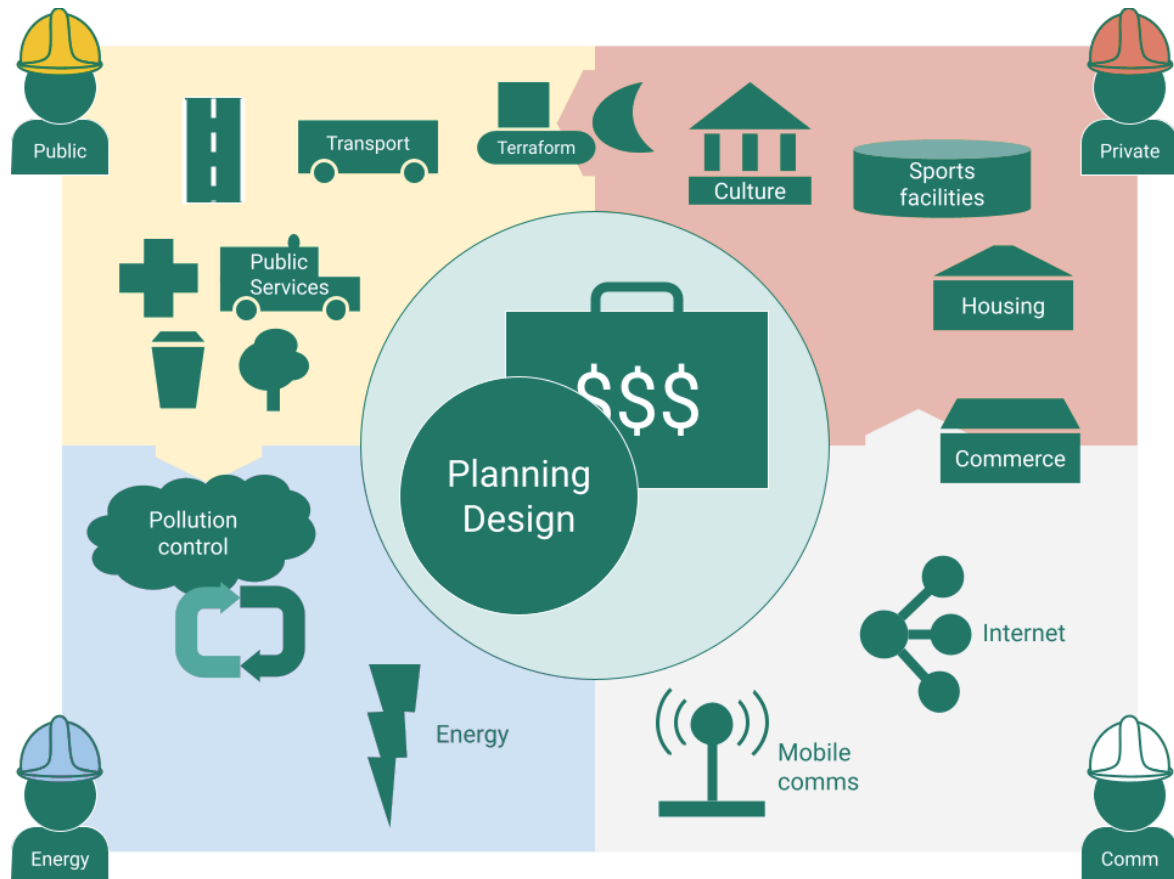 Public
Transport
Terraform
Culture
Sports
facilities
Private
Public
Services
Housing
$$$
Commerce
Planning
Design
Pollution
control
Internet
Energy
Mobile
comms
Energy
Comm